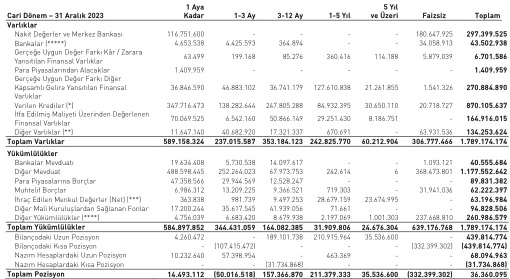 Cari Dönem – 31 Aralık 2023 1 Aya Kadar 1-3 Ay 3-12 Ay 1-5 Yıl 5 Yıl ve Üzeri Faizsiz Toplam
Varlıklar
Nakit Değerler ve Merkez Bankası 116.751.600 - - - - 180.647.925 297.399.525
Bankalar (*****) 4.653.538 4.425.593 364.894 - - 34.058.913 43.502.938
Gerçeğe Uygun Değer Farkı Kâr / Zarara
Yansıtılan Finansal Varlıklar 63.499 199.168 85.276 360.416 114.188 5.879.039 6.701.586
Para Piyasalarından Alacaklar 1.409.959 - - - - - 1.409.959
Gerçeğe Uygun Değer Farkı Diğer
Kapsamlı Gelire Yansıtılan Finansal
Varlıklar 36.846.590 46.883.102 36.741.179 127.610.838 21.261.855 1.541.326 270.884.890
Verilen Krediler (*) 347.716.473 138.282.644 247.805.288 84.932.395 30.650.110 20.718.727 870.105.637
İtfa Edilmiş Maliyeti Üzerinden Değerlenen
Finansal Varlıklar 70.069.525 6.542.160 50.866.149 29.251.430 8.186.751 - 164.916.015
Diğer Varlıklar (**) 11.647.140 40.682.920 17.321.337 670.691 - 63.931.536 134.253.624
Toplam Varlıklar 589.158.324 237.015.587 353.184.123 242.825.770 60.212.904 306.777.466 1.789.174.174
Yükümlülükler
Bankalar Mevduatı 19.634.408 5.730.538 14.097.617 - - 1.093.121 40.555.684
Diğer Mevduat 488.598.445 252.264.023 67.973.753 242.614 6 368.473.801 1.177.552.642
Para Piyasalarına Borçlar 47.358.566 29.944.569 12.528.247 - - - 89.831.382
Muhtelif Borçlar 6.986.312 13.209.225 9.366.521 719.303 - 31.941.036 62.222.397
İhraç Edilen Menkul Değerler (Net) (***) 363.838 981.739 9.497.253 28.679.159 23.674.995 - 63.196.984
Diğer Mali Kuruluşlardan Sağlanan Fonlar 17.200.244 35.617.545 41.939.056 71.661 - - 94.828.506
Diğer Yükümlülükler (****) 4.756.039 6.683.420 8.679.938 2.197.069 1.001.303 237.668.810 260.986.579
Toplam Yükümlülükler 584.897.852 344.431.059 164.082.385 31.909.806 24.676.304 639.176.768 1.789.174.174
Bilançodaki Uzun Pozisyon 4.260.472 - 189.101.738 210.915.964 35.536.600 - 439.814.774
Bilançodaki Kısa Pozisyon - (107.415.472) - - - (332.399.302) (439.814.774)
Nazım Hesaplardaki Uzun Pozisyon 10.232.640 57.398.954 - 463.369 - - 68.094.963
Nazım Hesaplardaki Kısa Pozisyon - - (31.734.868) - - - (31.734.868)
Toplam Pozisyon 14.493.112 (50.016.518) 157.366.870 211.379.333 35.536.600 (332.399.302) 36.360.095